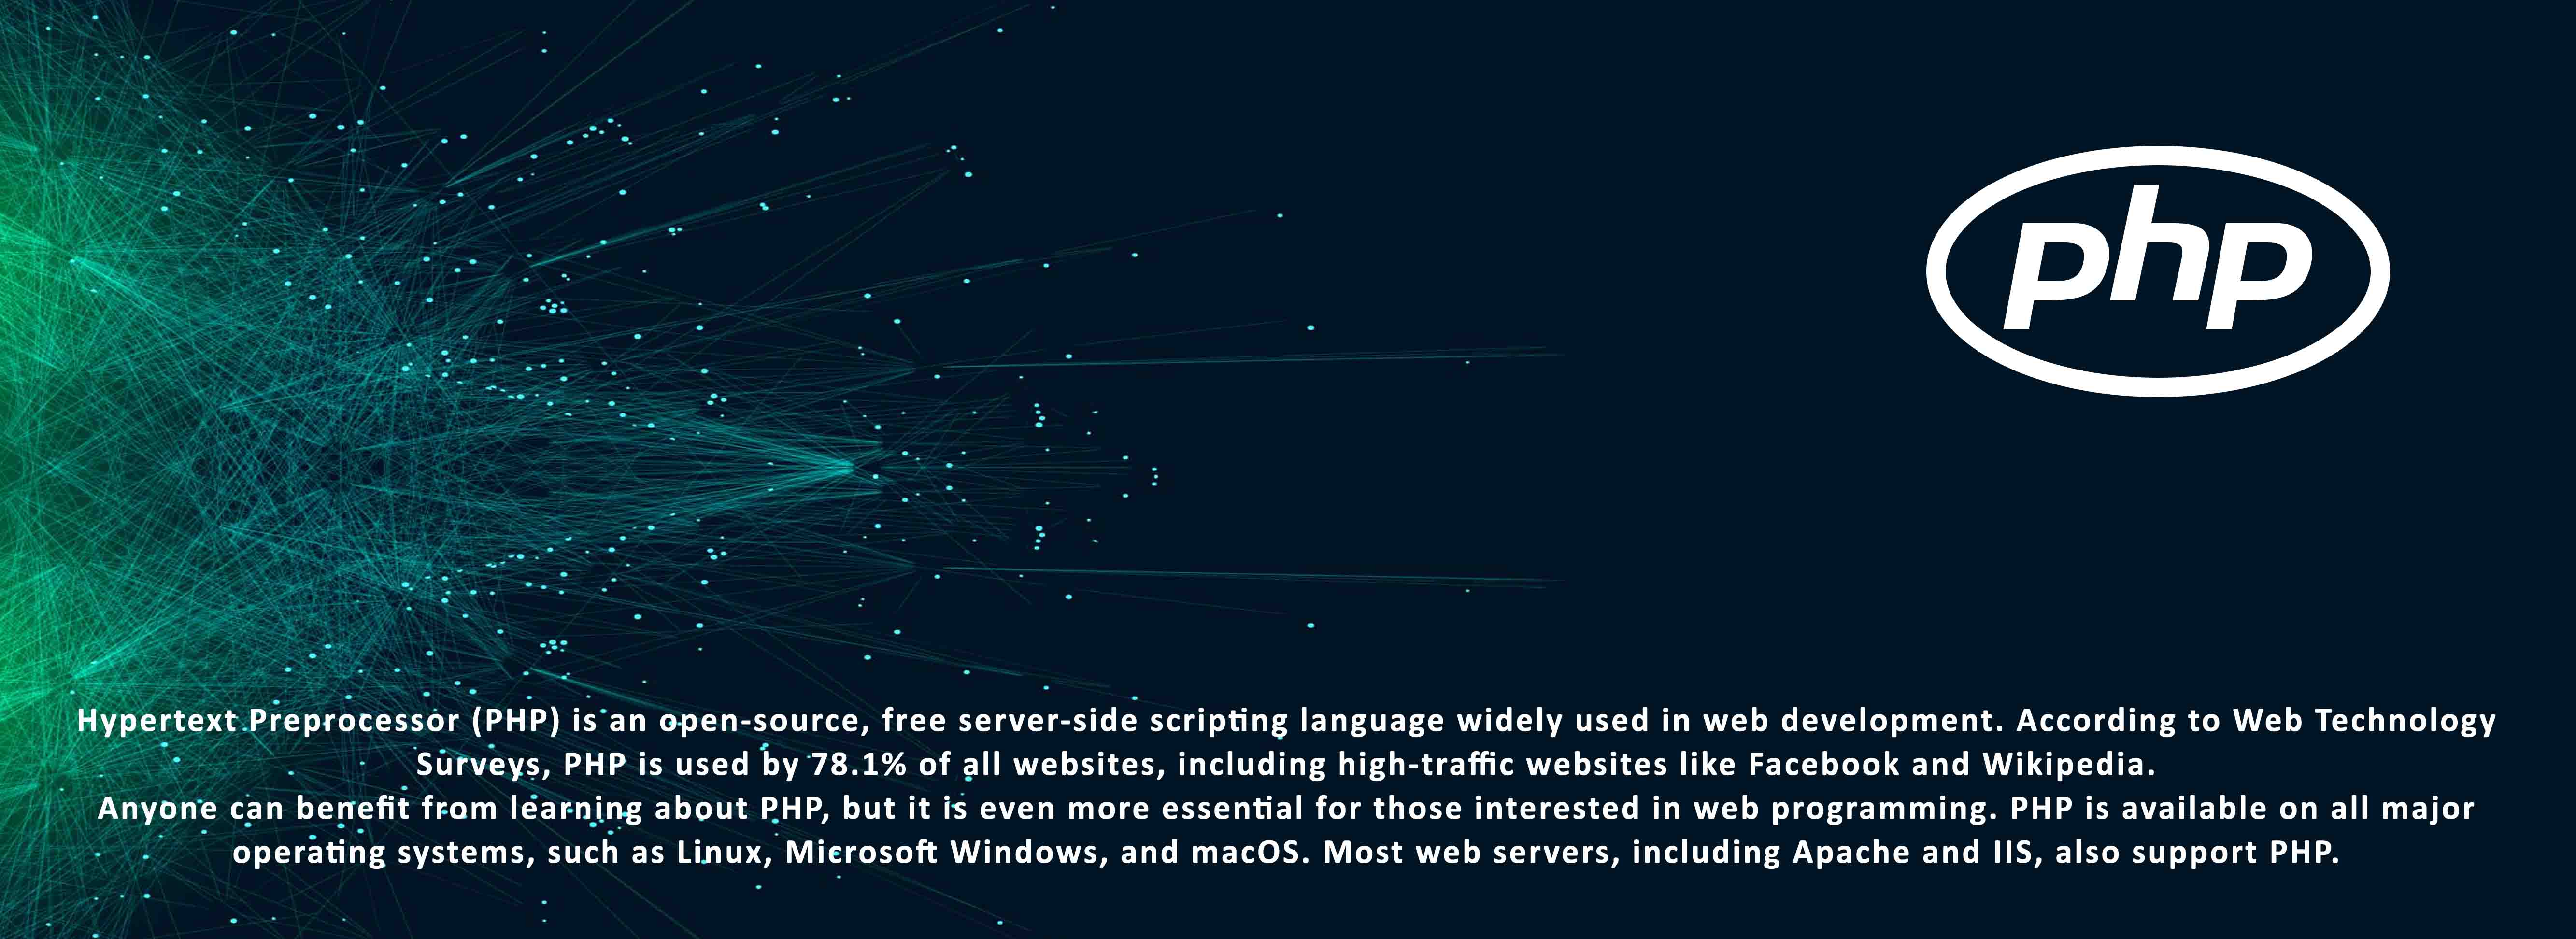 php
Hypertext Preprocessor (PHP) is an open-source, free server-side scripting language widely used in web development. According to Web Technology
Surveys, PHP is used by 78.1% of all websites, including high-traffic websites like Facebook and Wikipedia.
Anyone can benefit from learning about PHP, but it is even more essential for those interested in web programming. PHP is available on all major
operating systems, such as Linux, Microsoft Windows, and macOS. Most web servers, including Apache and IIS, also support PHP.